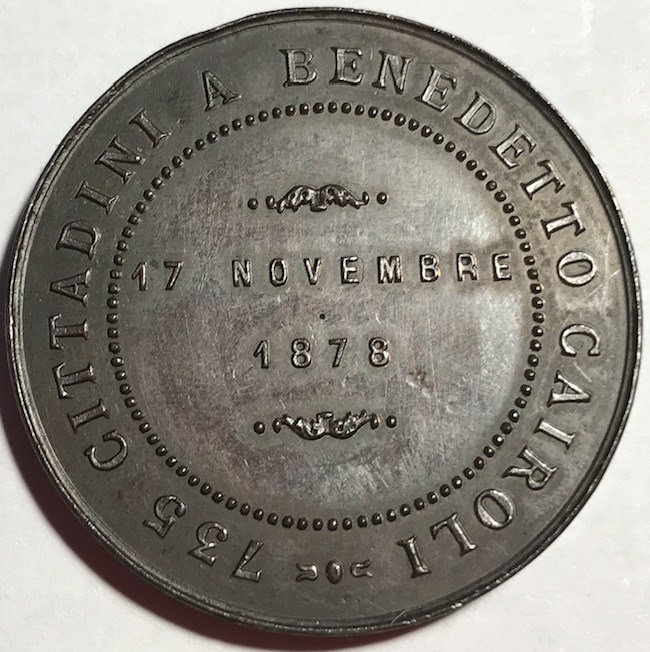 735 CITTADINI A BENEDETTO CAIROLI
17 NOVEMBRE
1878